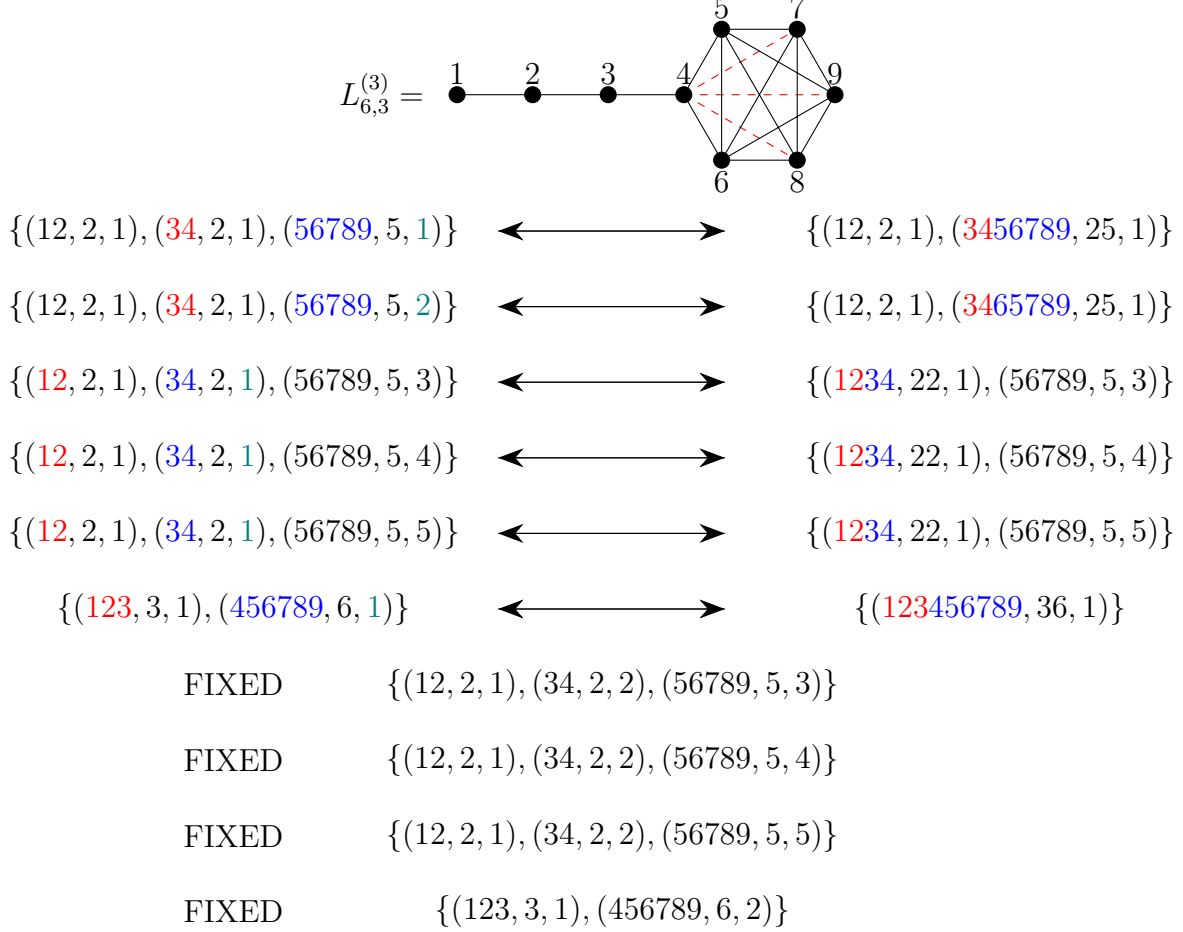 5 7
L_{6,3}^{(3)} = 1 2 3 4 9
6 8
{(12, 2, 1), (34, 2, 1), (56789, 5, 1)} ⟷ {(12, 2, 1), (3456789, 25, 1)}
{(12, 2, 1), (34, 2, 1), (56789, 5, 2)} ⟷ {(12, 2, 1), (3465789, 25, 1)}
{(12, 2, 1), (34, 2, 1), (56789, 5, 3)} ⟷ {(1234, 22, 1), (56789, 5, 3)}
{(12, 2, 1), (34, 2, 1), (56789, 5, 4)} ⟷ {(1234, 22, 1), (56789, 5, 4)}
{(12, 2, 1), (34, 2, 1), (56789, 5, 5)} ⟷ {(1234, 22, 1), (56789, 5, 5)}
{(123, 3, 1), (456789, 6, 1)} ⟷ {(123456789, 36, 1)}
FIXED {(12, 2, 1), (34, 2, 2), (56789, 5, 3)}
FIXED {(12, 2, 1), (34, 2, 2), (56789, 5, 4)}
FIXED {(12, 2, 1), (34, 2, 2), (56789, 5, 5)}
FIXED {(123, 3, 1), (456789, 6, 2)}